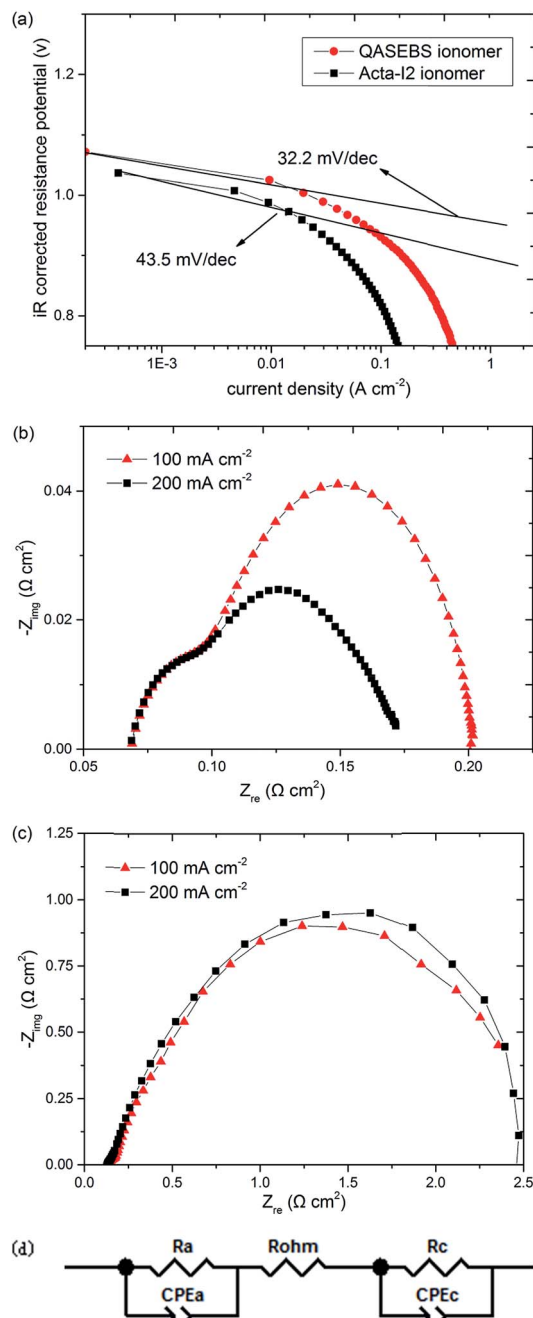 (a)
iR corrected resistance potential (v)
1.2
1.0
0.8
QASEBS ionomer
Acta-I2 ionomer
32.2 mV/dec
43.5 mV/dec
1E-3
0.01
0.1
1
current density (A cm-2)
(b)
-Zimg (Ω cm2)
0.04
0.02
0.00
100 mA cm-2
200 mA cm-2
0.05
0.10
0.15
0.20
Zre (Ω cm2)
(c)
-Zimg (Ω cm2)
1.25
1.00
0.75
0.50
0.25
0.00
100 mA cm-2
200 mA cm-2
0.0
0.5
1.0
1.5
2.0
2.5
Zre (Ω cm2)
(d)
Ra
Rohm
Rc
CPEa
CPEc